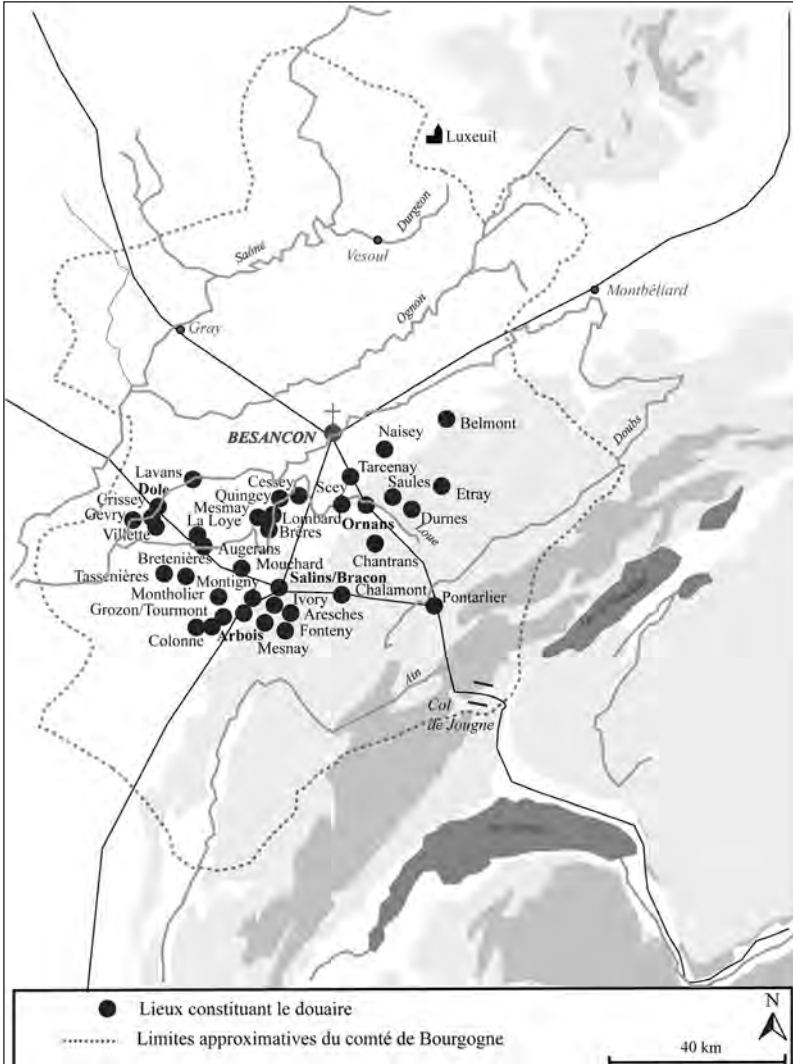 Luxeuil
Durgeon
Saône
Vesoul
Montbéliard
Ognon
Gray
Belmont
Doubs
Naisey
BESANCON
Tarcenay
Lavans
Cessey
Scey
Saules
Etray
Dole
Quingey
Crissey
Mesmay
Gevry
La Loye
Lombard
Ornans
Durnes
Villette
Brères
Loue
Augerans
Chantrans
Bretenières
Mouchard
Tassenières
Montigny
Salins/Bracon
Chalamont
Montholier
Ivory
Pontarlier
Grozon/Tourmont
Aresches
Colonne
Arbois
Fonteny
Mesnay
Ain
Col
de Jougne
Lieux constituant le douaire
N
Limites approximatives du comté de Bourgogne
40 km